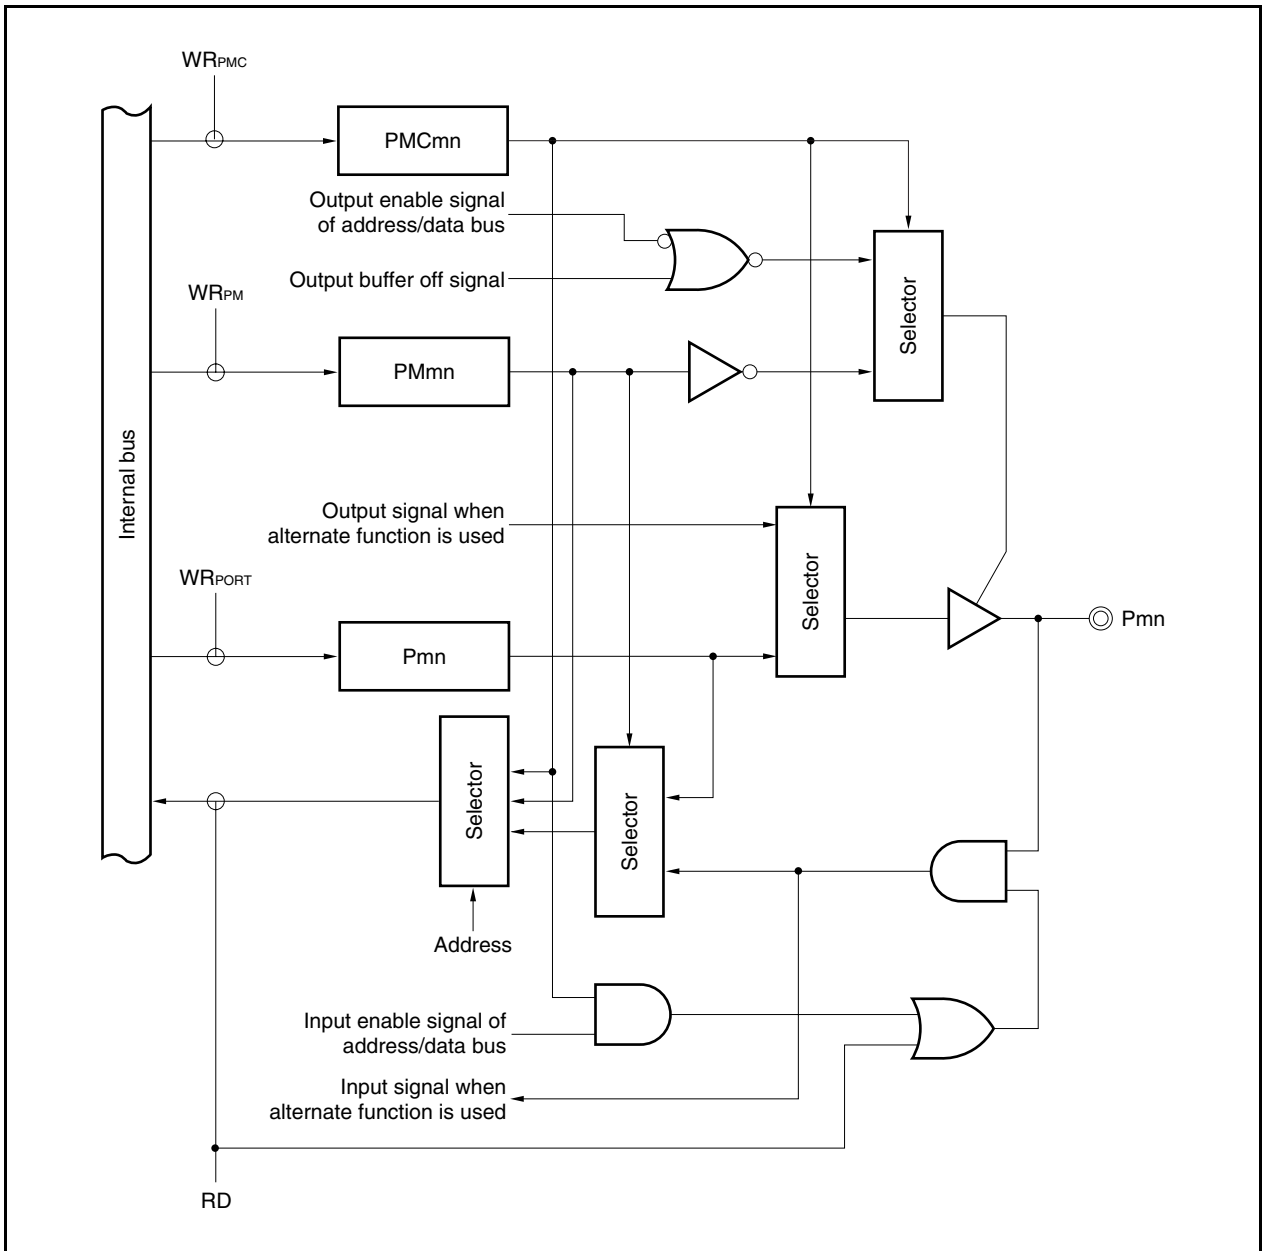 WRPMC
PMCmn
Output enable signal
of address/data bus
Output buffer off signal
Selector
WRPM
PMmn
Internal bus
Output signal when
alternate function is used
Selector
WRPORT
Pmn
Pmn
Selector
Selector
Address
Input enable signal of
address/data bus
Input signal when
alternate function is used
RD